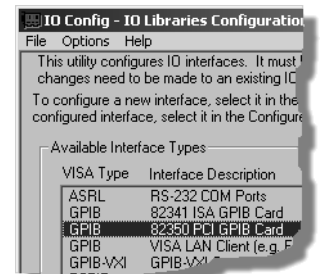 IO Config - IO Libraries Configuration
File Options Help
This utility configures IO interfaces. It must
changes need to be made to an existing IO
To configure a new interface, select it in the
configured interface, select it in the Configure
Available Interface Types
VISA Type Interface Description
ASRL RS-232 COM Ports
GPIB 82341 ISA GPIB Card
GPIB 82350 PCI GPIB Card
GPIB VISA LAN Client (e.g.
GPIB-VXI GPIB-VXI